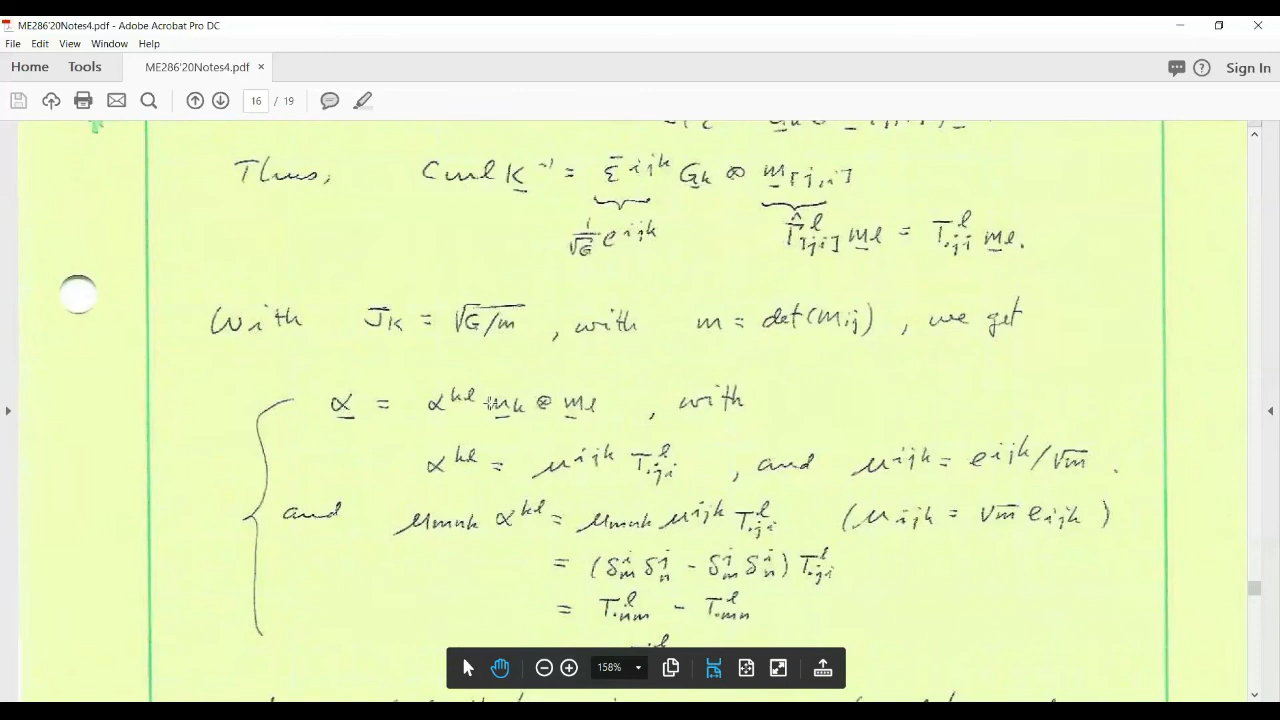 ME286'20Notes4.pdf - Adobe Acrobat Pro DC
File Edit View Window Help
Home Tools ME286'20Notes4.pdf × Sign In
16 / 19
Thus, Curl K⁻¹ = ε̄^{ijk} G_k ⊗ m_{[j,i]}
1/√G e^{ijk} Γ̂^l_{[ji]} m_l = T^l_{.ji} m_l.
With J_K = √G/m , with m = det(m_{ij}) , we get
α = α^{kl} m_k ⊗ m_l , with
α^{kl} = μ^{ijk} T^l_{.ji} , and μ^{ijk} = e^{ijk}/√m .
and μ_{mnk} α^{kl} = μ_{mnk} μ^{ijk} T^l_{.ji} (μ_{ijk} = √m e_{ijk})
= (δ^i_m δ^j_n - δ^j_m δ^i_n) T^l_{.ji}
= T^l_{.nm} - T^l_{.mn}
158%